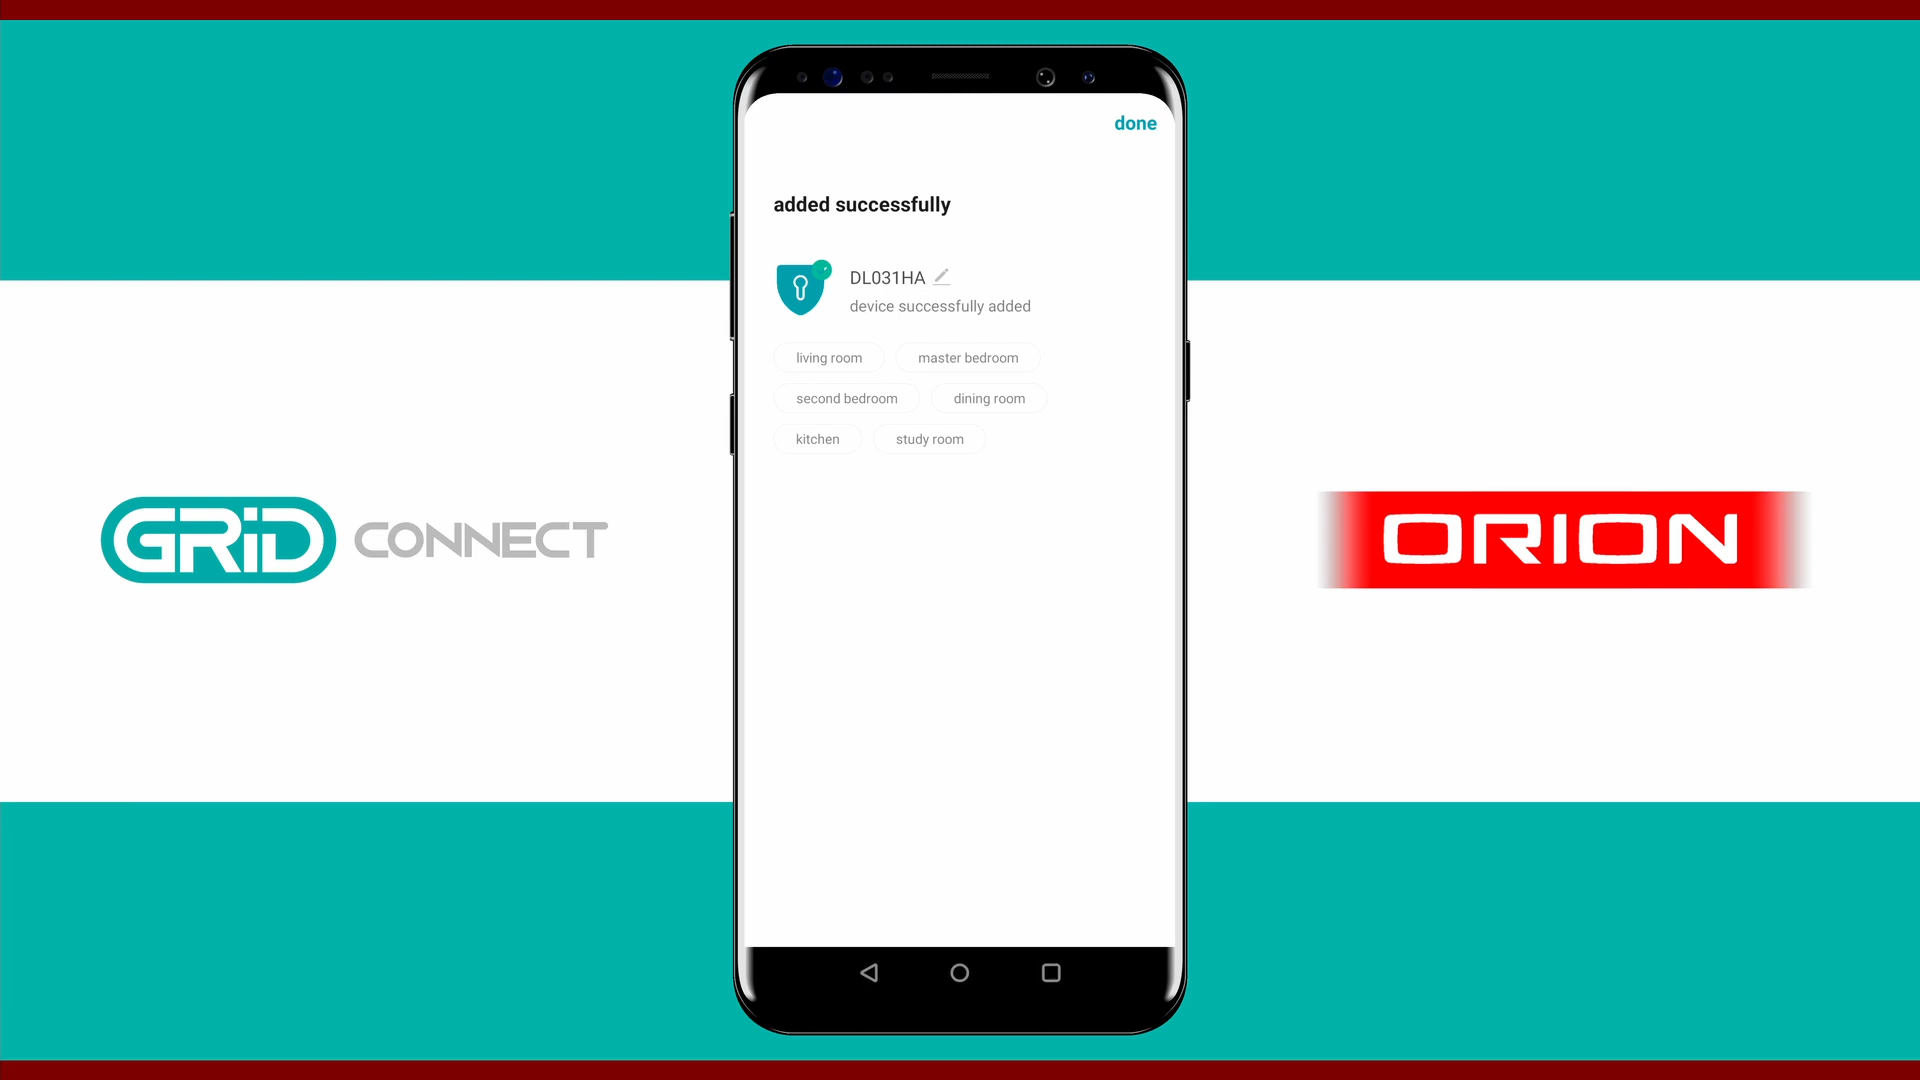 done
added successfully
DL031HA
device successfully added
living room
master bedroom
second bedroom
dining room
kitchen
study room
GRiD CONNECT
ORION